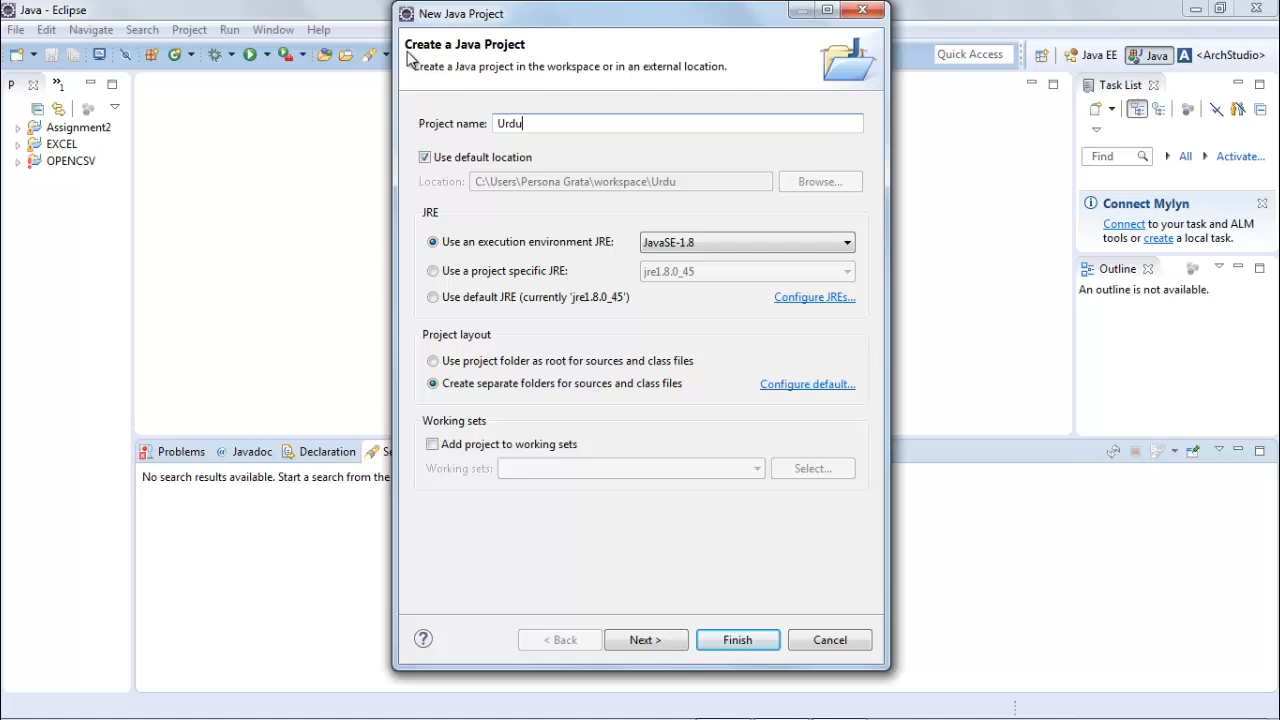 Java - Eclipse
File Edit Navigate Search Project Run Window Help
Quick Access
Java EE
Java
<ArchStudio>
P
»1
Assignment2
EXCEL
OPENCSV
New Java Project
Create a Java Project
Create a Java project in the workspace or in an external location.
Project name: Urdu
Use default location
Location: C:\Users\Persona Grata\workspace\Urdu Browse...
JRE
Use an execution environment JRE: JavaSE-1.8
Use a project specific JRE: jre1.8.0_45
Use default JRE (currently 'jre1.8.0_45') Configure JREs...
Project layout
Use project folder as root for sources and class files
Create separate folders for sources and class files Configure default...
Working sets
Add project to working sets
Working sets: Select...
? < Back Next > Finish Cancel
Task List
Find All Activate...
Connect Mylyn
Connect to your task and ALM
tools or create a local task.
Outline
An outline is not available.
Problems @ Javadoc Declaration Se
No search results available. Start a search from the